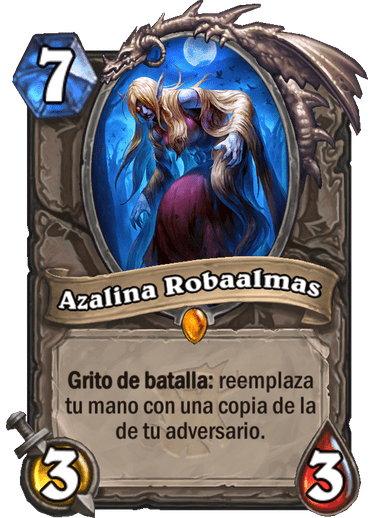 7
Azalina Robaalmas
Grito de batalla: reemplaza
tu mano con una copia de la
de tu adversario.
3
3